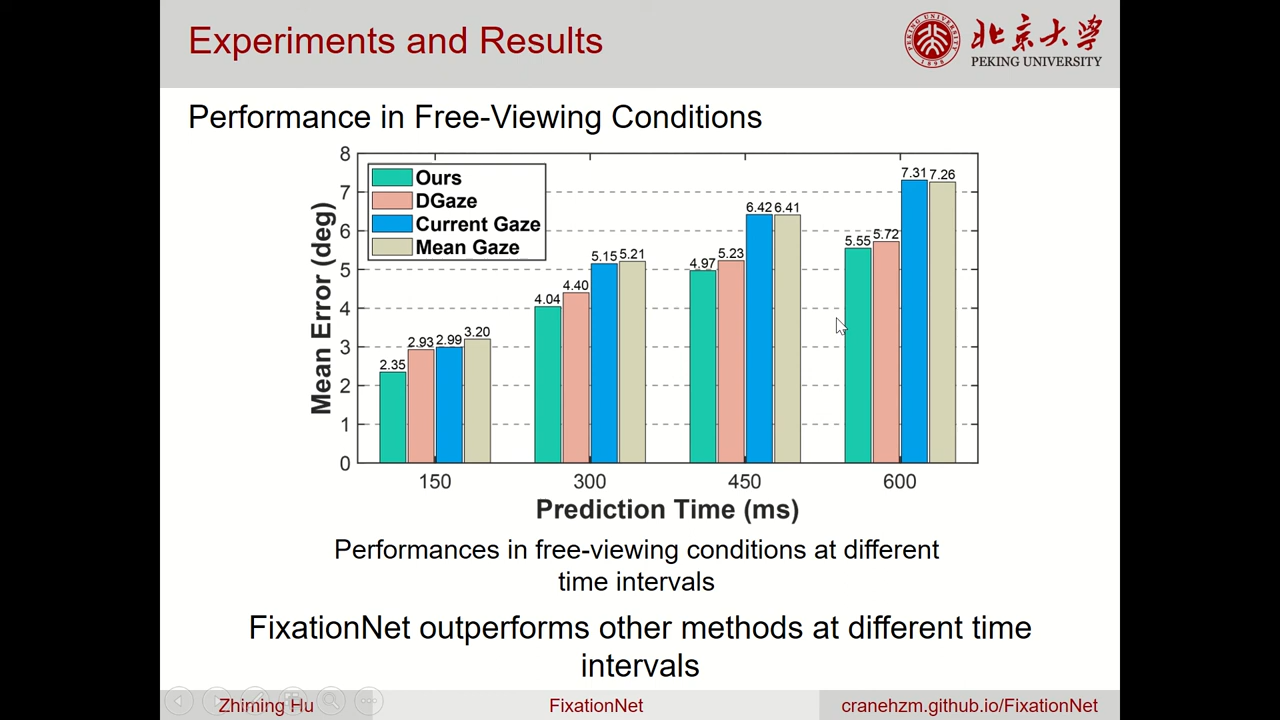 Experiments and Results
北京大学
PEKING UNIVERSITY
PEKING UNIVERSITY
1898
Performance in Free-Viewing Conditions
Ours
DGaze
Current Gaze
Mean Gaze
Mean Error (deg)
8
7
6
5
4
3
2
1
0
2.35 2.93 2.99 3.20
4.04 4.40 5.15 5.21
4.97 5.23 6.42 6.41
5.55 5.72 7.31 7.26
150 300 450 600
Prediction Time (ms)
Performances in free-viewing conditions at different
time intervals
FixationNet outperforms other methods at different time
intervals
Zhiming Hu
FixationNet
cranehzm.github.io/FixationNet